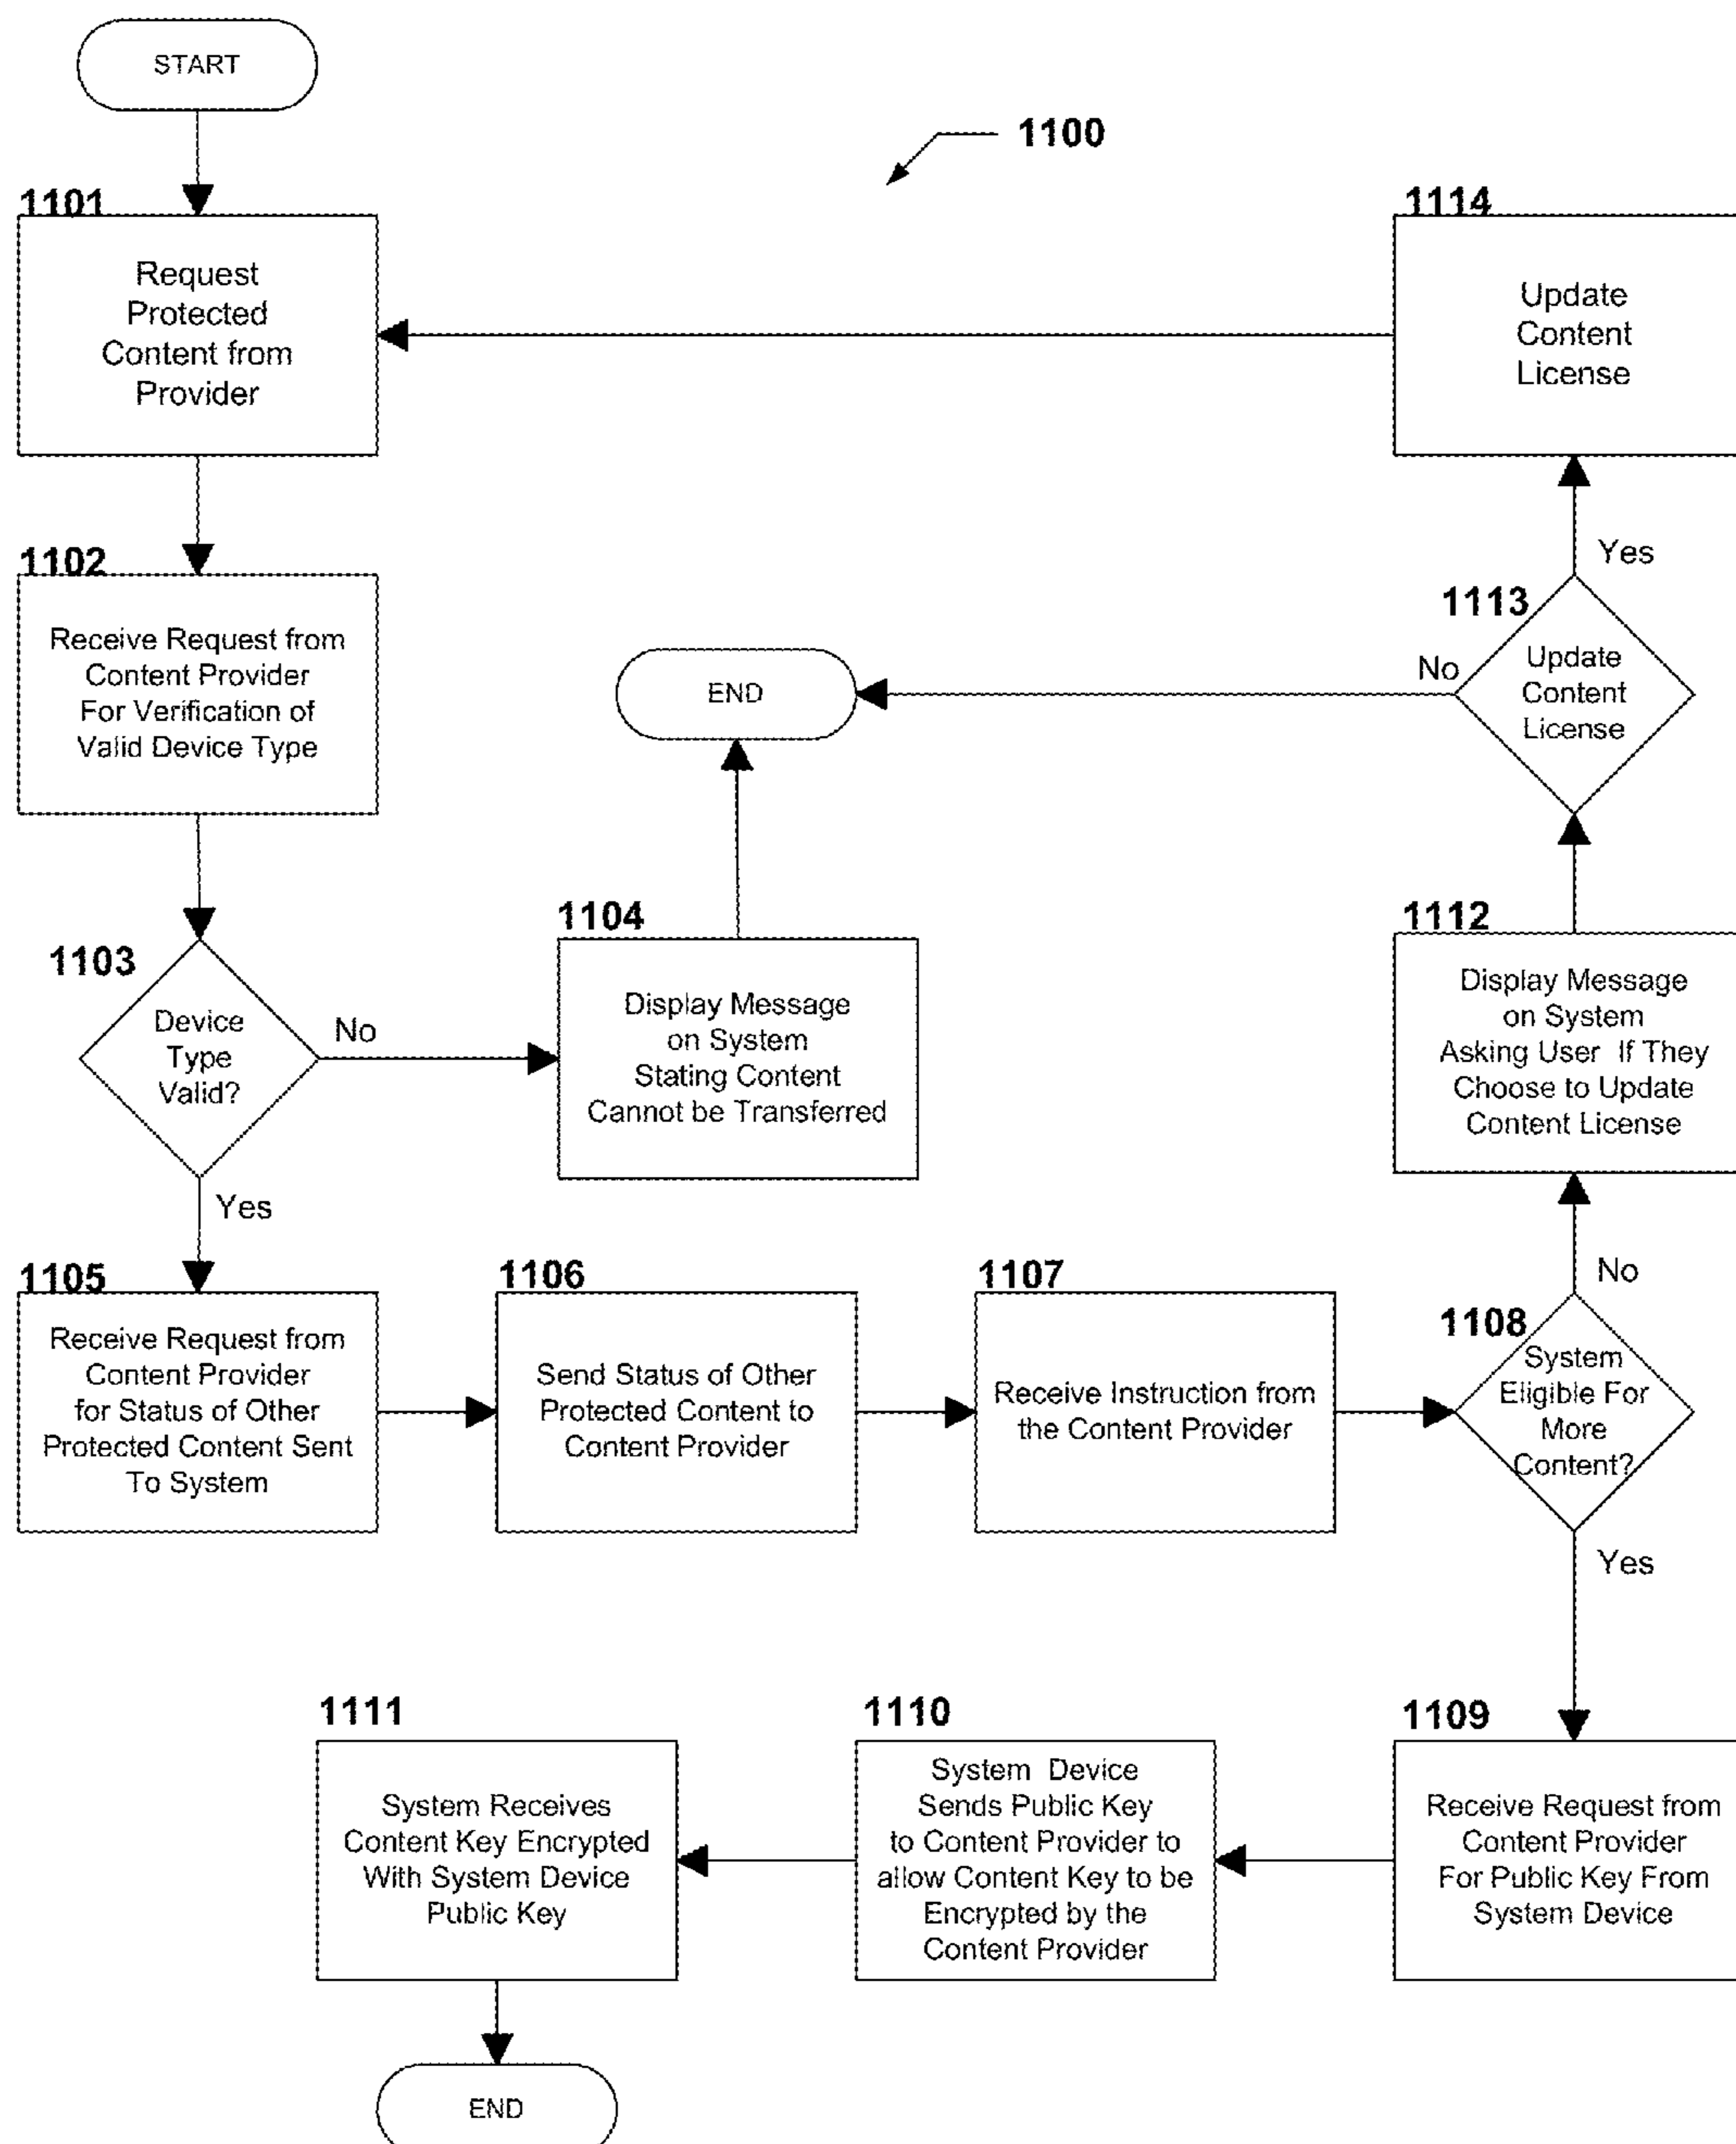 START
1100
1101
Request
Protected
Content from
Provider
1114
Update
Content
License
1102
Receive Request from
Content Provider
For Verification of
Valid Device Type
Yes
1113
Update
Content
License
No
END
1103
Device
Type
Valid?
No
Yes
1104
Display Message
on System
Stating Content
Cannot be Transferred
1112
Display Message
on System
Asking User If They
Choose to Update
Content License
1105
Receive Request from
Content Provider
for Status of Other
Protected Content Sent
To System
1106
Send Status of Other
Protected Content to
Content Provider
1107
Receive Instruction from
the Content Provider
No
1108
System
Eligible For
More
Content?
Yes
1109
Receive Request from
Content Provider
For Public Key From
System Device
1110
System Device
Sends Public Key
to Content Provider to
allow Content Key to be
Encrypted by the
Content Provider
1111
System Receives
Content Key Encrypted
With System Device
Public Key
END